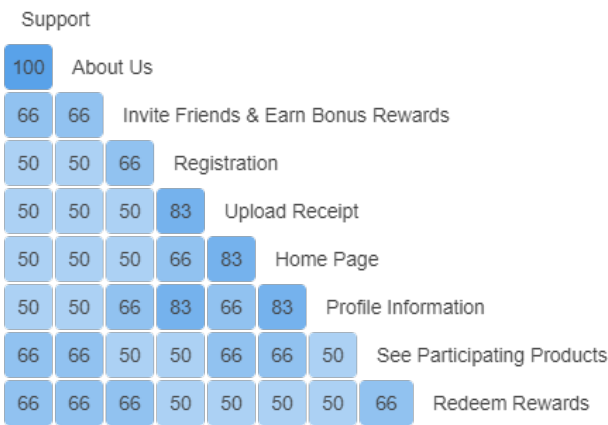 Support
100 About Us
66 66 Invite Friends & Earn Bonus Rewards
50 50 66 Registration
50 50 50 83 Upload Receipt
50 50 50 66 83 Home Page
50 50 66 83 66 83 Profile Information
66 66 50 50 66 66 50 See Participating Products
66 66 66 50 50 50 50 66 Redeem Rewards